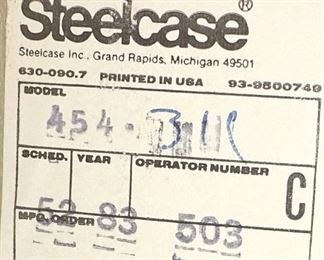 Steelcase®
Steelcase Inc., Grand Rapids, Michigan 49501
630-090.7 PRINTED IN USA 93-9500749
MODEL
454.
SCHED. YEAR OPERATOR NUMBER C
52 83 503
MFG. ORDER